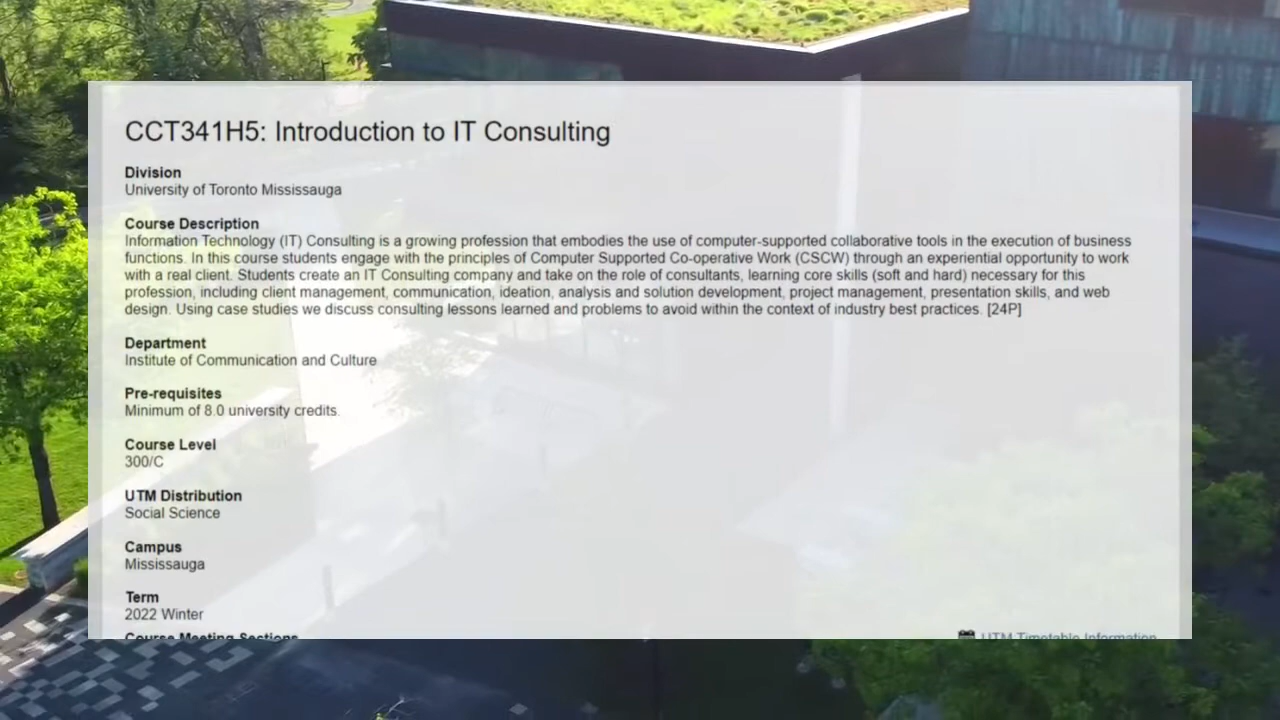 CCT341H5: Introduction to IT Consulting
Division
University of Toronto Mississauga
Course Description
Information Technology (IT) Consulting is a growing profession that embodies the use of computer-supported collaborative tools in the execution of business
functions. In this course students engage with the principles of Computer Supported Co-operative Work (CSCW) through an experiential opportunity to work
with a real client. Students create an IT Consulting company and take on the role of consultants, learning core skills (soft and hard) necessary for this
profession, including client management, communication, ideation, analysis and solution development, project management, presentation skills, and web
design. Using case studies we discuss consulting lessons learned and problems to avoid within the context of industry best practices. [24P]
Department
Institute of Communication and Culture
Pre-requisites
Minimum of 8.0 university credits.
Course Level
300/C
UTM Distribution
Social Science
Campus
Mississauga
Term
2022 Winter
Course Meeting Sections
UTM Timetable Information